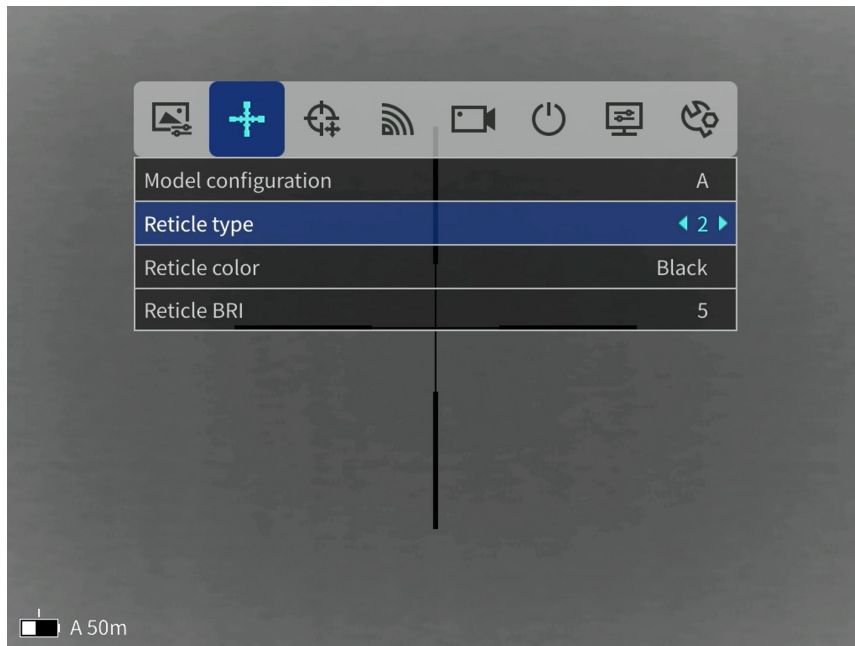 Model configuration A
Reticle type 2
Reticle color Black
Reticle BRI 5
A 50m